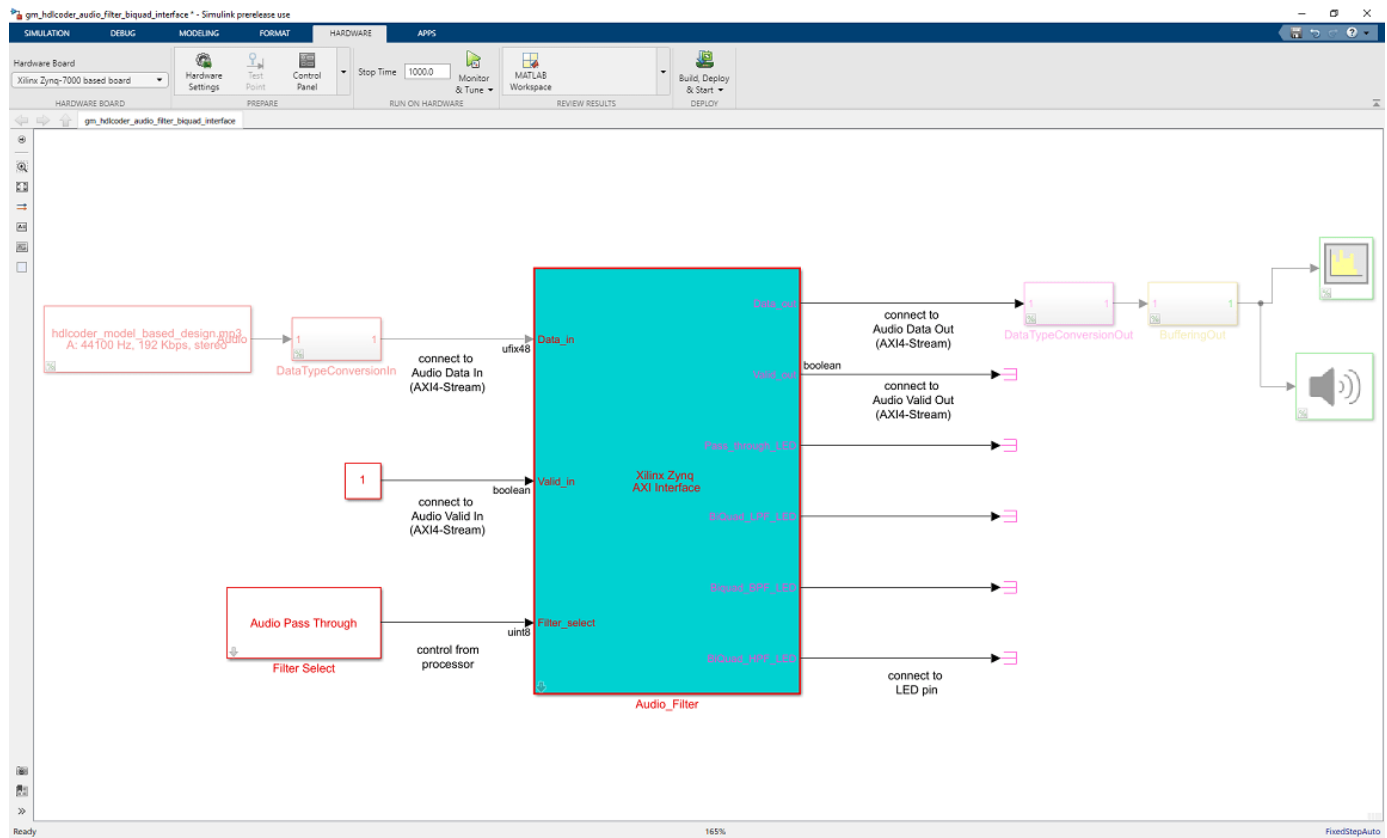 gm_hdlcoder_audio_filter_biquad_interface * - Simulink prerelease use
SIMULATION DEBUG MODELING FORMAT HARDWARE APPS
Hardware Board
Xilinx Zynq-7000 based board
Hardware
Settings
Test
Point
Control
Panel
Stop Time 1000.0
Monitor
& Tune
MATLAB
Workspace
Build, Deploy
& Start
HARDWARE BOARD PREPARE RUN ON HARDWARE REVIEW RESULTS DEPLOY
gm_hdlcoder_audio_filter_biquad_interface
hdlcoder_model_based_design.mp3
A: 44100 Hz, 192 Kbps, stereo
Audio
1 1
DataTypeConversionIn
connect to
Audio Data In
(AXI4-Stream)
ufix48
Data_in
1
connect to
Audio Valid In
(AXI4-Stream)
boolean
Valid_in
Audio Pass Through
Filter Select
control from
processor
uint8
Filter_select
Xilinx Zynq
AXI Interface
Audio_Filter
Data_out
connect to
Audio Data Out
(AXI4-Stream)
Valid_out
boolean
connect to
Audio Valid Out
(AXI4-Stream)
Pass_through_LED
BiQuad_LPF_LED
Biquad_BPF_LED
BiQuad_HPF_LED
connect to
LED pin
1 1
DataTypeConversionOut
1 1
BufferingOut
Ready 165% FixedStepAuto